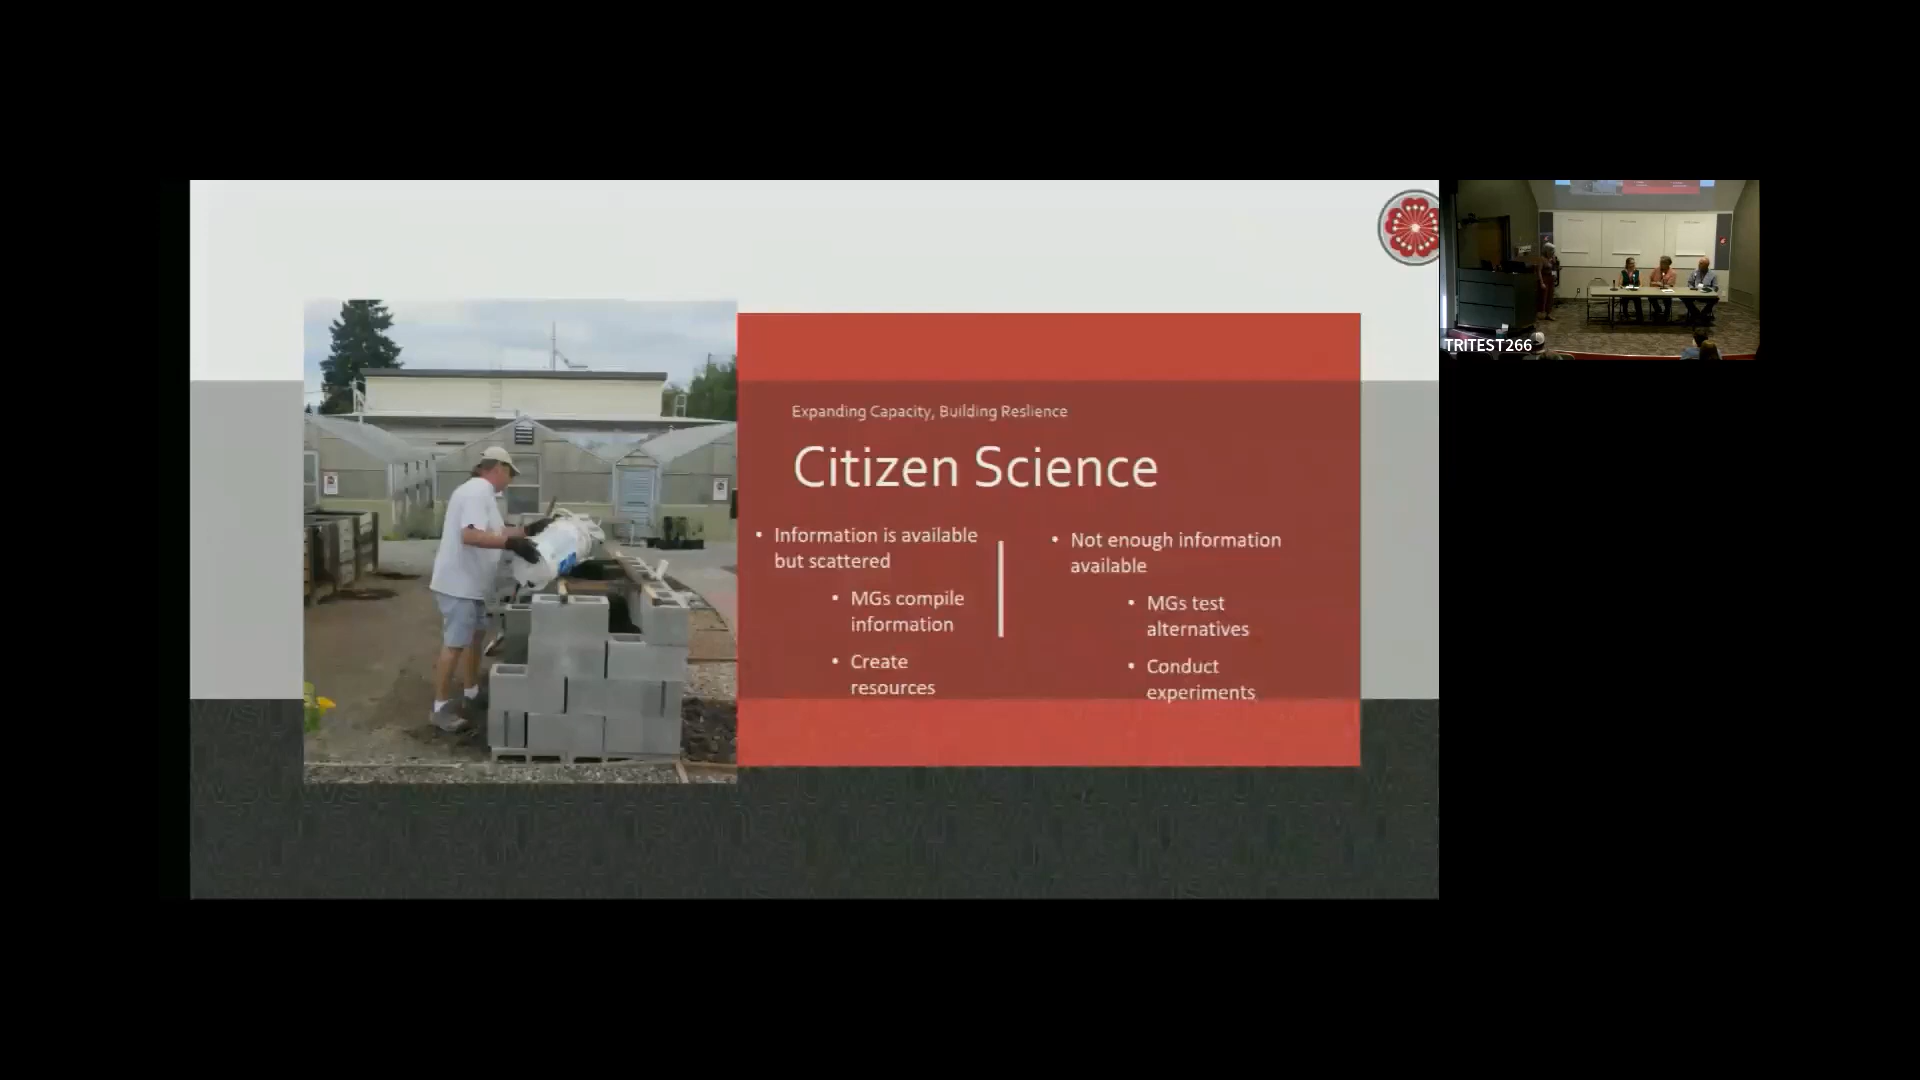 Expanding Capacity, Building Reslience
Citizen Science
• Information is available
but scattered
• MGs compile
information
• Create
resources
• Not enough information
available
• MGs test
alternatives
• Conduct
experiments
TRITEST266